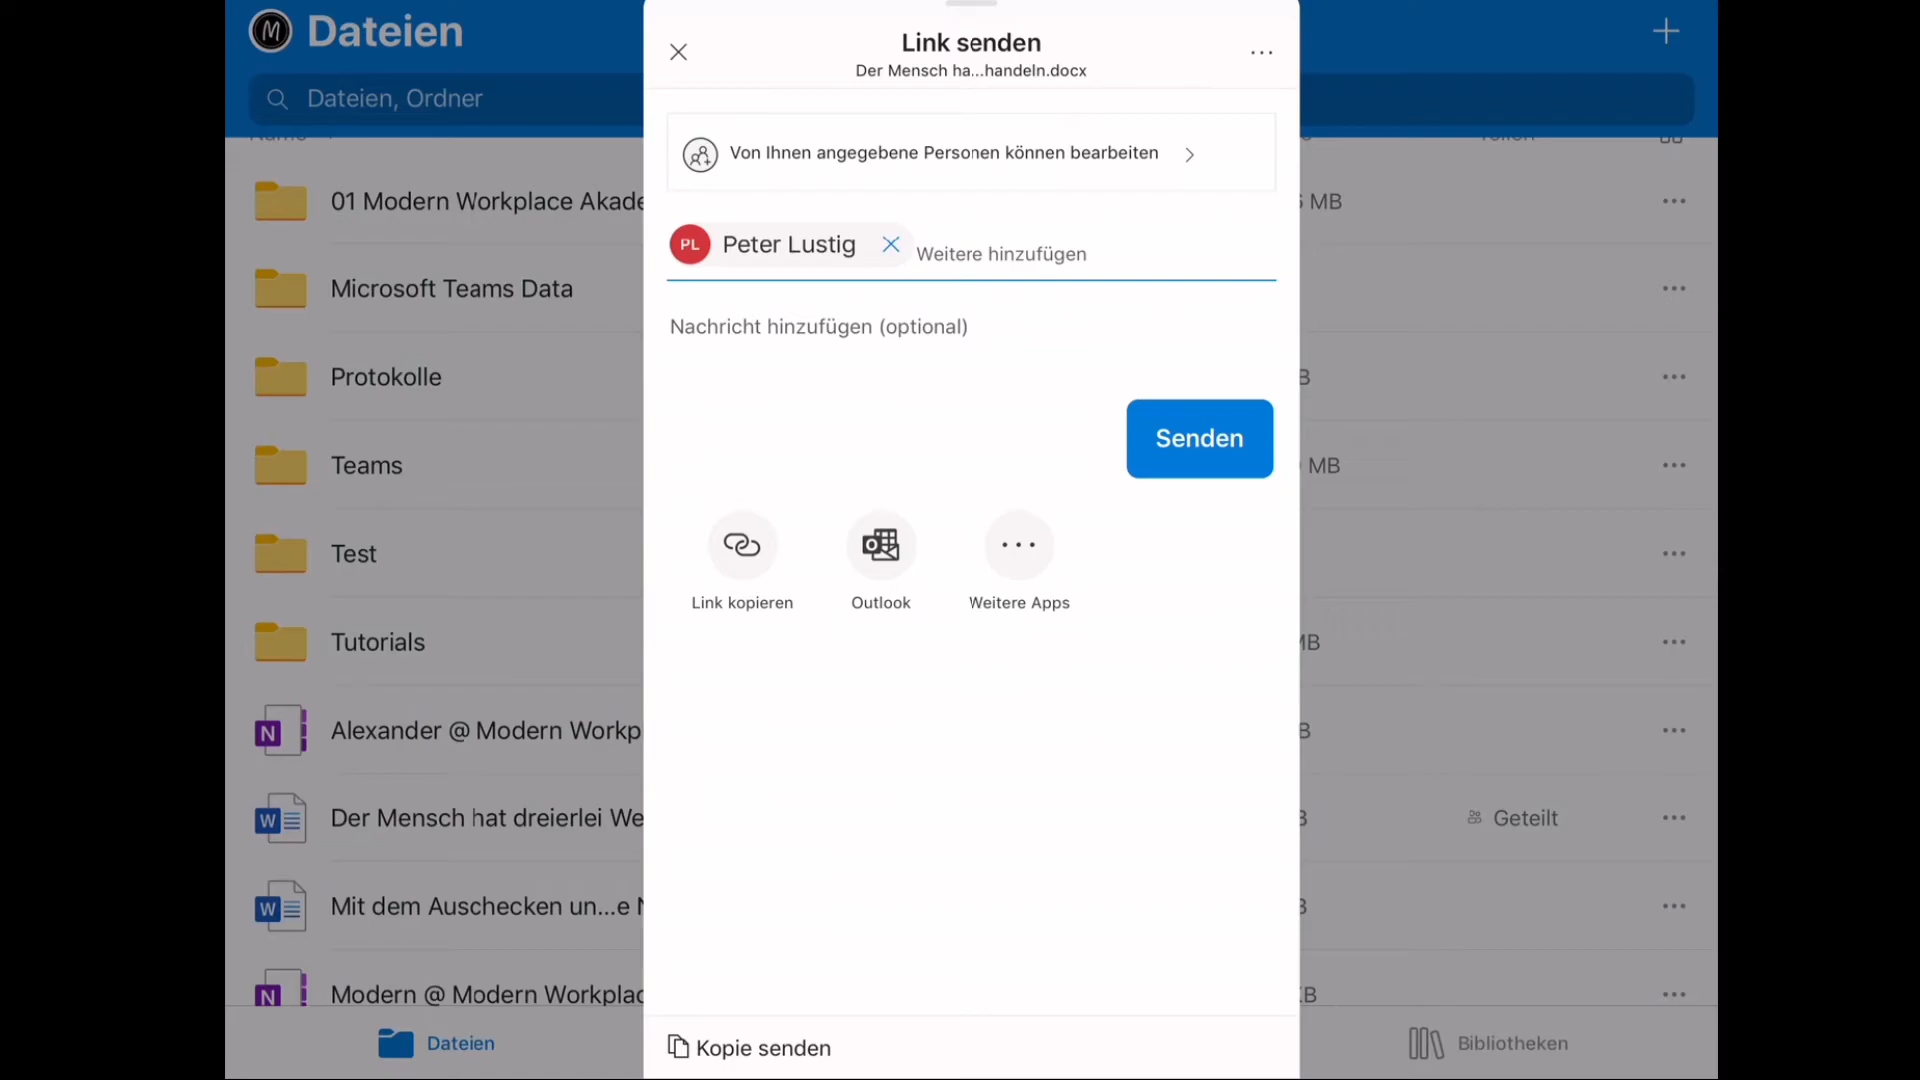 M Dateien
Dateien, Ordner
Link senden
Der Mensch ha...handeln.docx
Von Ihnen angegebene Personen können bearbeiten
PL Peter Lustig
Weitere hinzufügen
Nachricht hinzufügen (optional)
Senden
Link kopieren
Outlook
Weitere Apps
Kopie senden
Name
Teilen
01 Modern Workplace Akade
MB
Microsoft Teams Data
Protokolle
B
Teams
MB
Test
Tutorials
MB
Alexander @ Modern Workp
B
Der Mensch hat dreierlei We
B
Geteilt
Mit dem Auschecken un...e N
B
Modern @ Modern Workplac
KB
Dateien
Bibliotheken